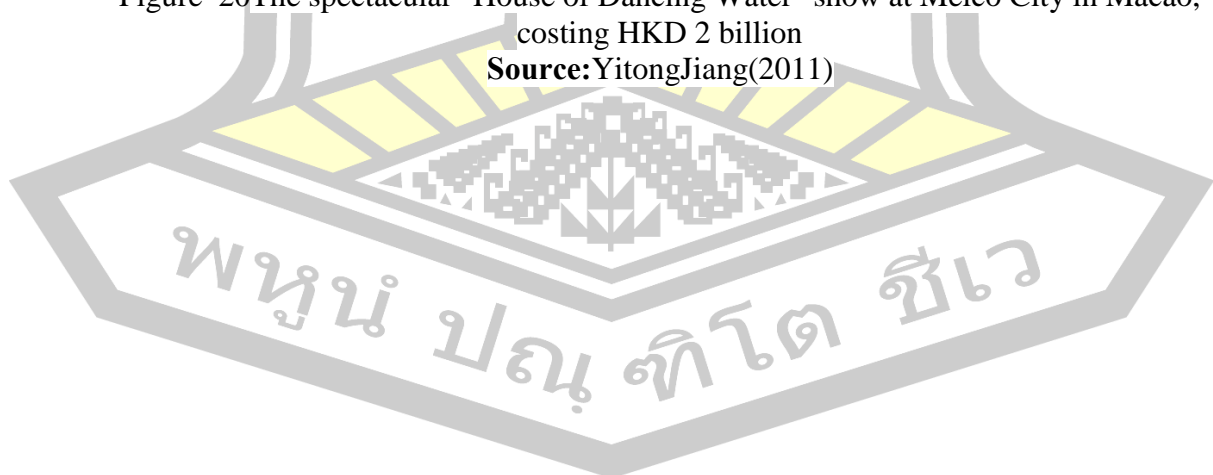 Figure 20The spectacular "House of Dancing Water" show at Melco City in Macao,
costing HKD 2 billion
Source:YitongJiang(2011)
พหูนํ ปณฺฑิโต ชีเว